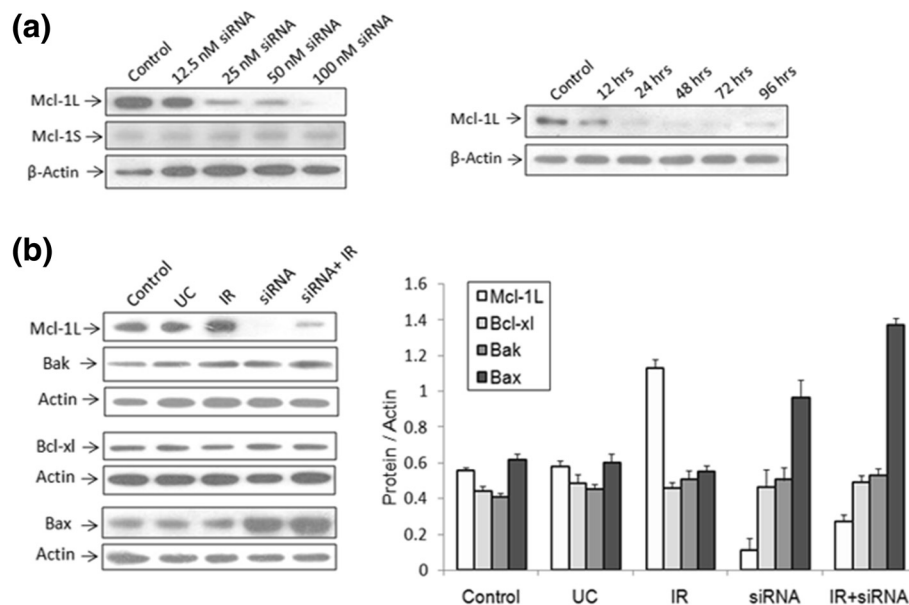 (a)
Control
12.5 nM siRNA
25 nM siRNA
50 nM siRNA
100 nM siRNA
Mcl-1L
Mcl-1S
β-Actin
Control
12 hrs
24 hrs
48 hrs
72 hrs
96 hrs
Mcl-1L
β-Actin
(b)
Control
UC
IR
siRNA
siRNA+ IR
Mcl-1L
Bak
Actin
Bcl-xl
Actin
Bax
Actin
Protein / Actin
1.6
1.4
1.2
1
0.8
0.6
0.4
0.2
0
Mcl-1L
Bcl-xl
Bak
Bax
Control UC IR siRNA IR+siRNA